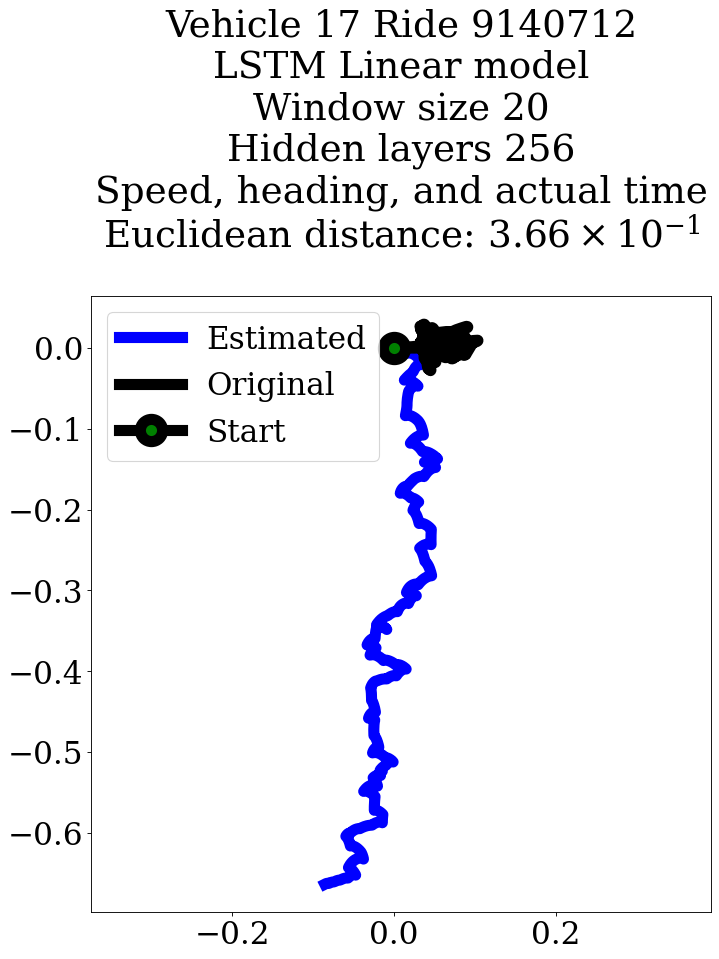 Vehicle 17 Ride 9140712
LSTM Linear model
Window size 20
Hidden layers 256
Speed, heading, and actual time
Euclidean distance: 3.66 × 10⁻¹
Estimated
Original
Start
0.0
−0.1
−0.2
−0.3
−0.4
−0.5
−0.6
−0.2 0.0 0.2